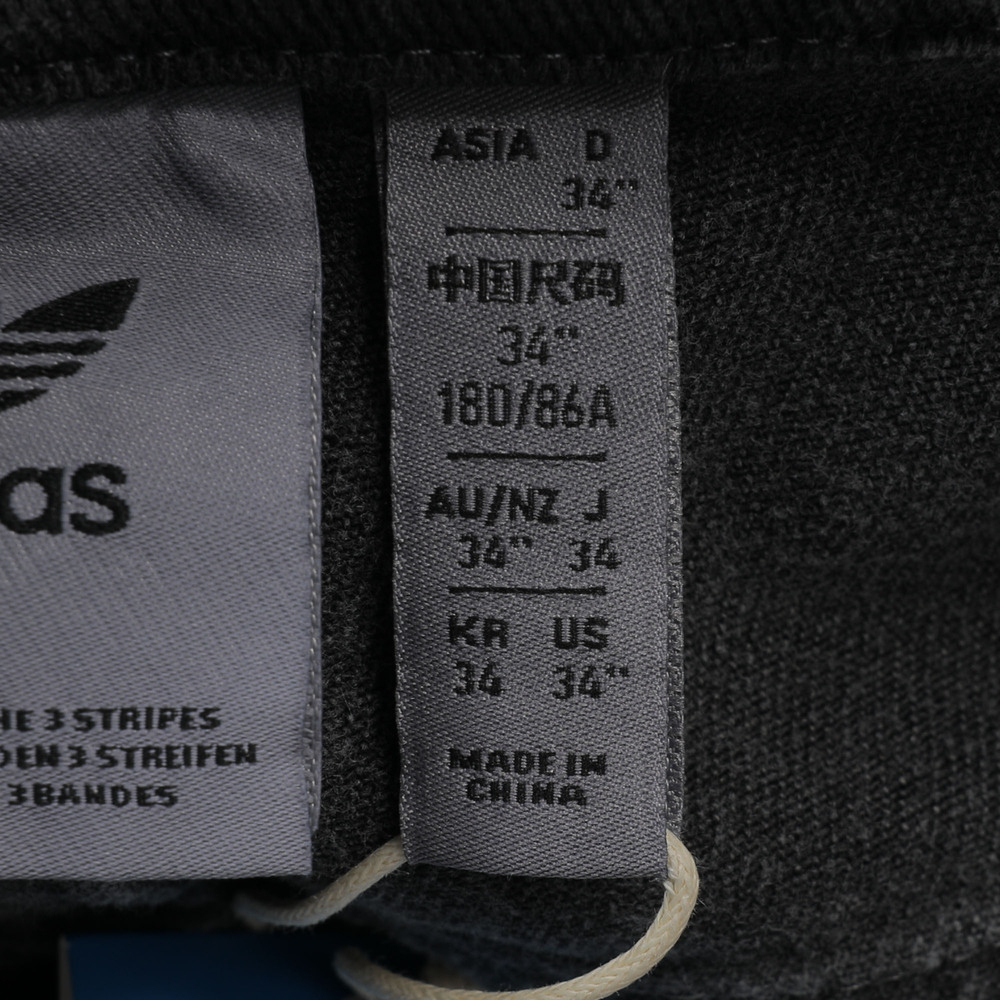 as
HE 3 STRIPES
DEN 3 STREIFEN
3 BANDES
ASIA D
34"
中国尺码
34"
180/86A
AU/NZ J
34" 34
KR US
34 34"
MADE IN
CHINA